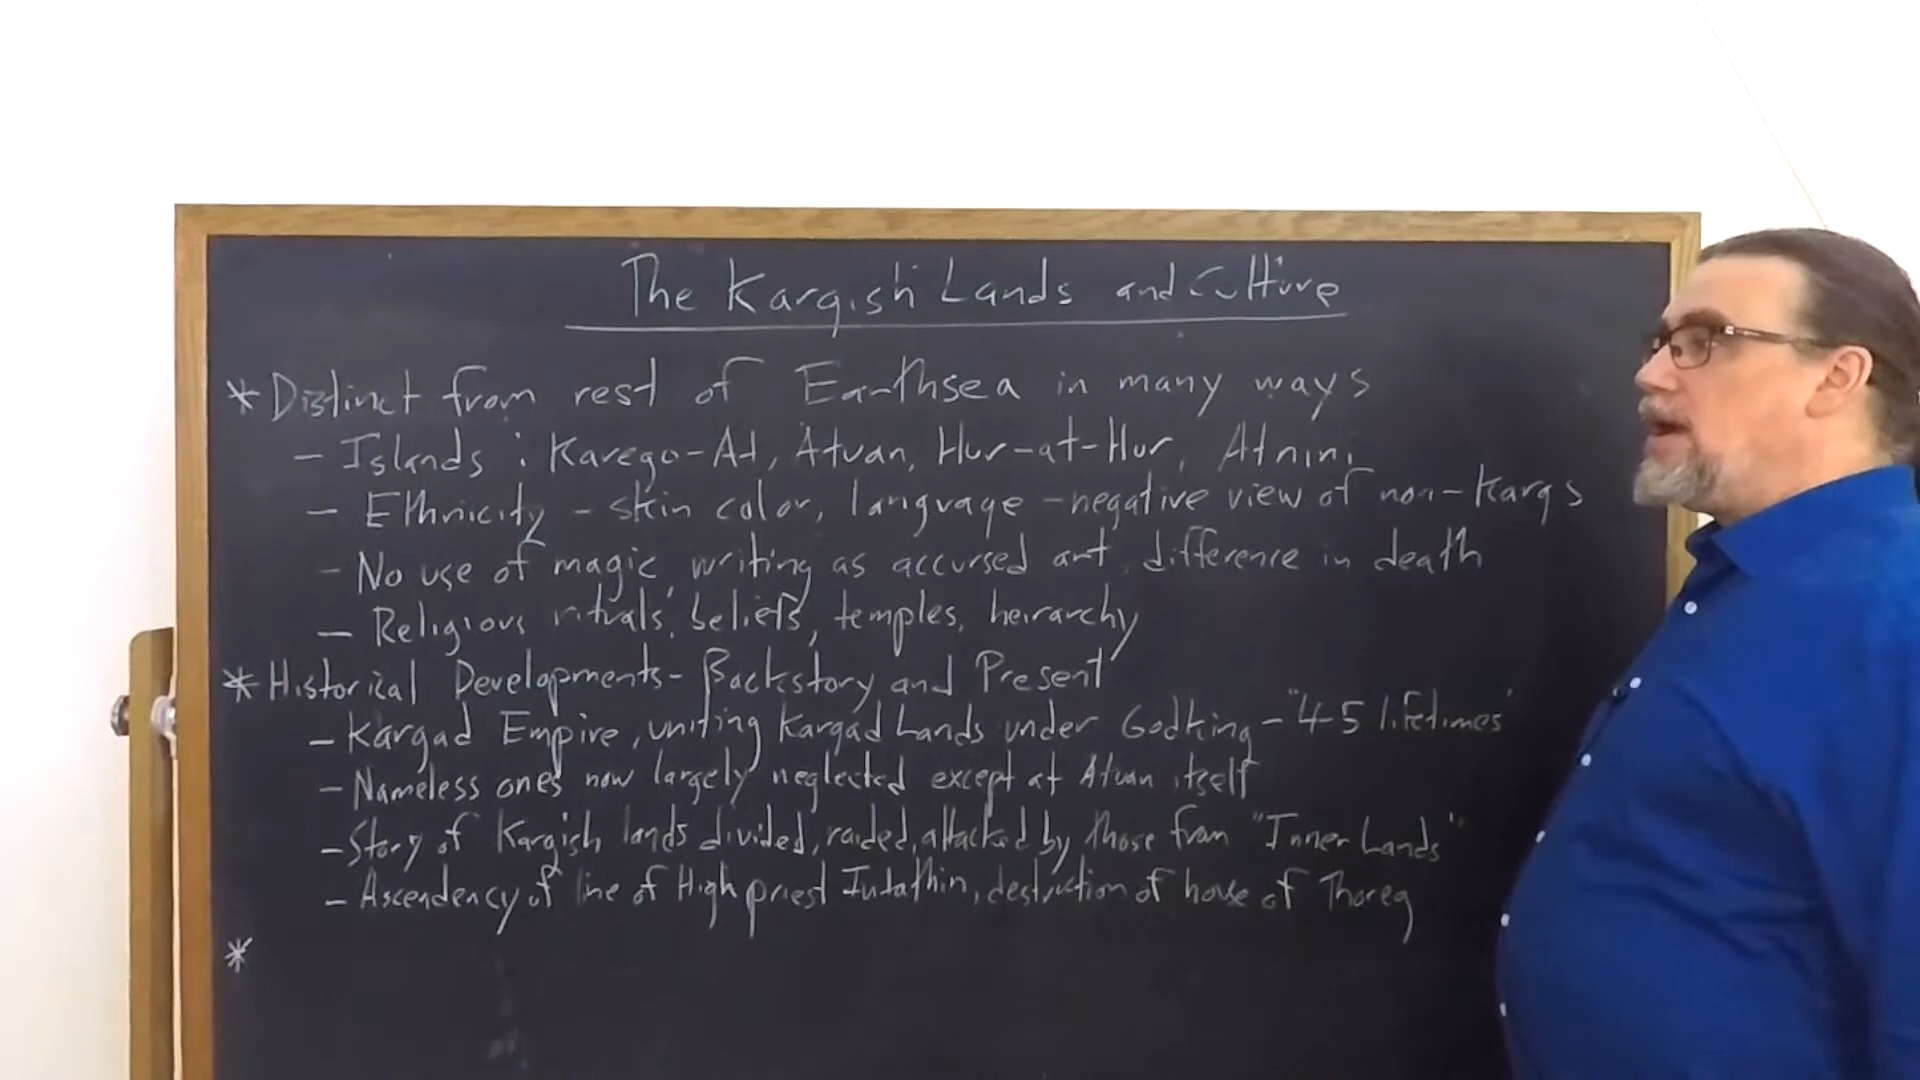 The Kargish Lands and Culture
* Distinct from rest of Earthsea in many ways
- Islands: Karego-At, Atuan, Hur-at-Hur, Atnini
- Ethnicity - skin color, language - negative view of non-Kargs
- No use of magic, writing as accursed art, difference in death
- Religious rituals, beliefs, temples, heirarchy
* Historical Developments - Backstory and Present
- Kargad Empire, uniting Kargad Lands under Godking - "4-5 lifetimes"
- Nameless ones now largely neglected except at Atuan itself
- Story of Kargish lands divided, raided, attacked by those from "Inner Lands"
- Ascendency of line of High priest Intathin, destruction of house of Thoreg
*